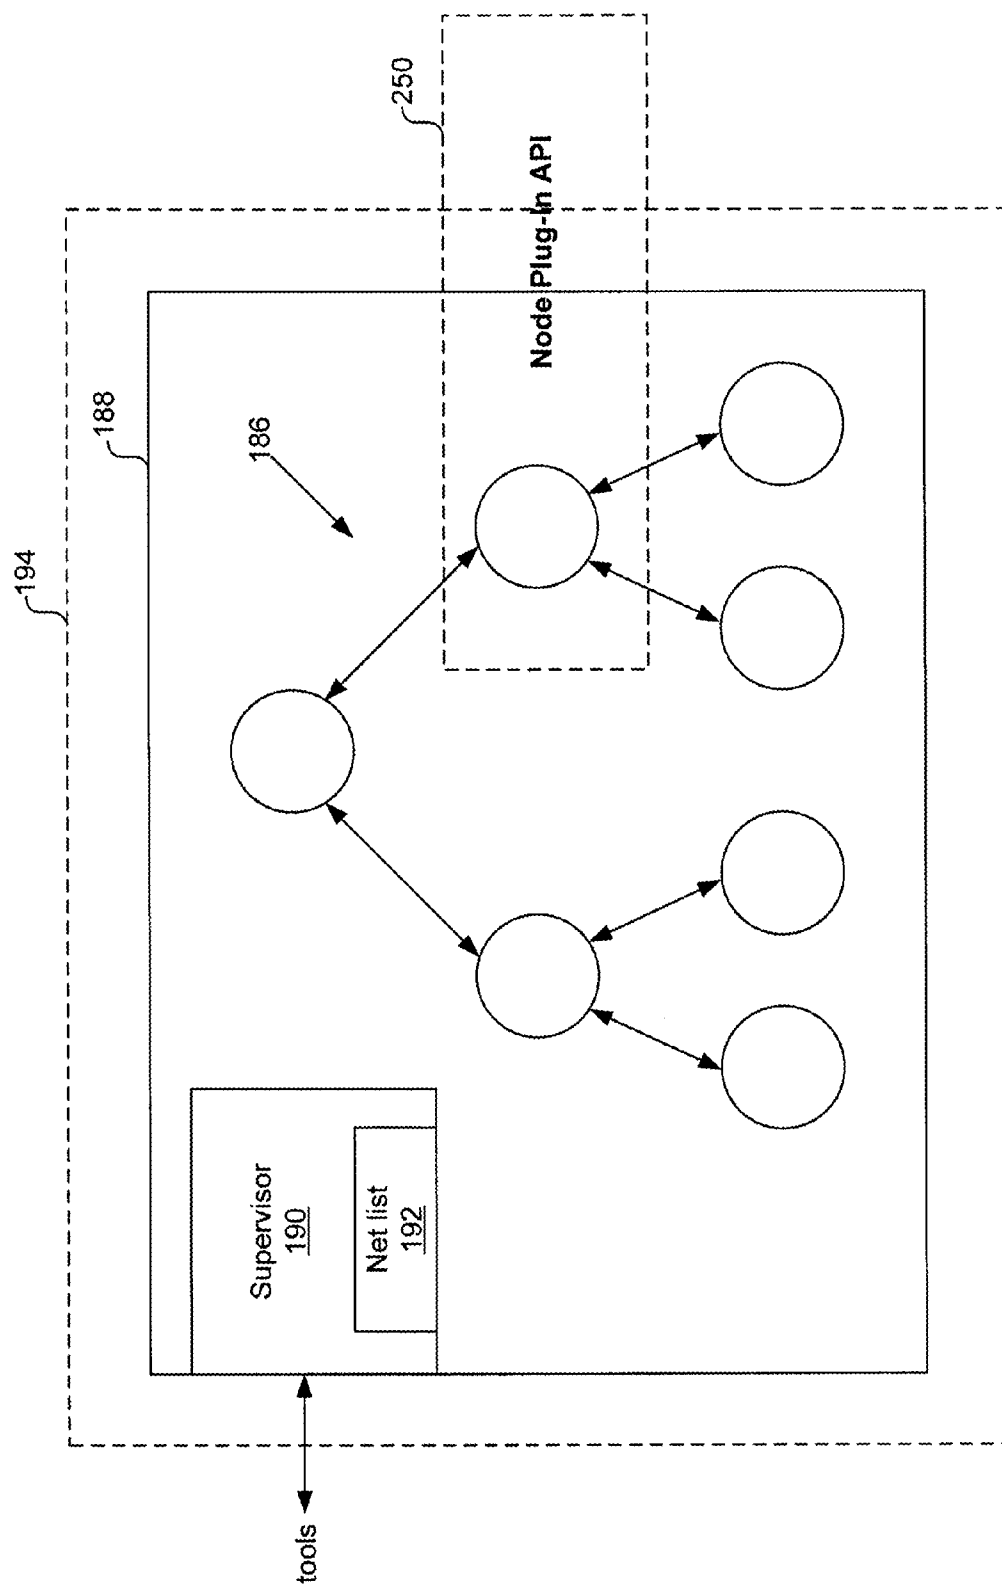 194
188
250
186
Supervisor
190
Net list
192
Node Plug-In API
tools